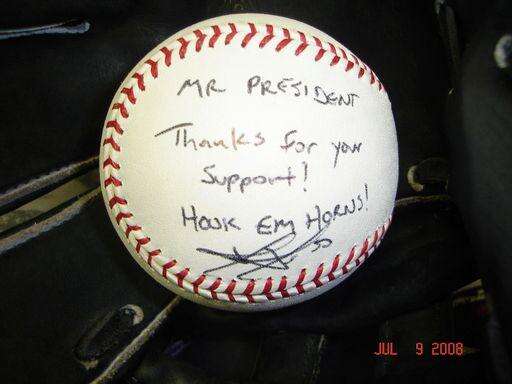 MR PRESIDENT
Thanks for your
Support!
HOOK EM HORNS!
JUL 9 2008